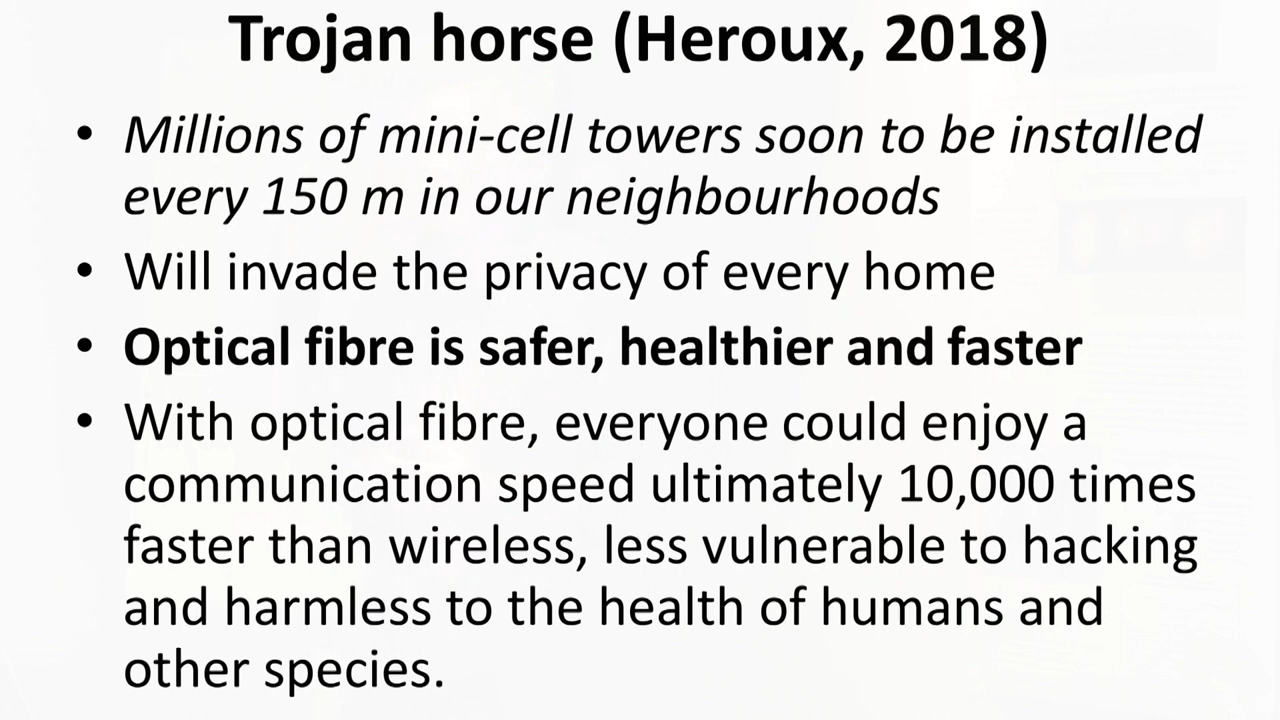 Trojan horse (Heroux, 2018)
• Millions of mini-cell towers soon to be installed
every 150 m in our neighbourhoods
• Will invade the privacy of every home
• Optical fibre is safer, healthier and faster
• With optical fibre, everyone could enjoy a
communication speed ultimately 10,000 times
faster than wireless, less vulnerable to hacking
and harmless to the health of humans and
other species.